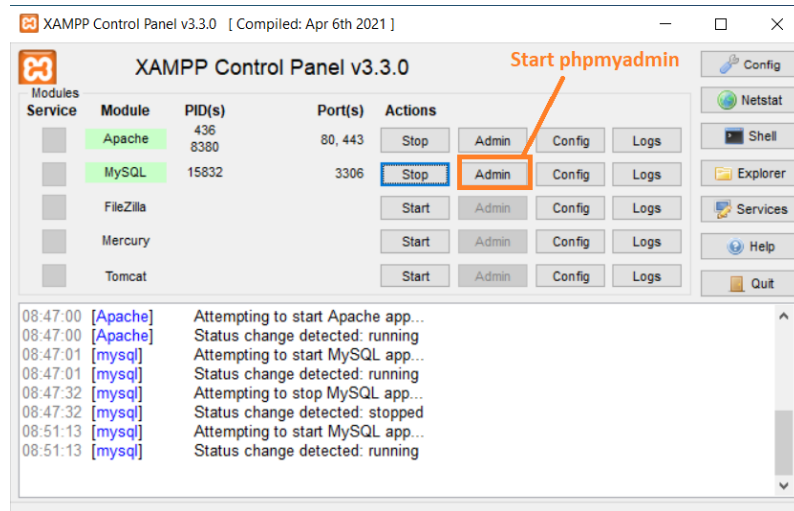 XAMPP Control Panel v3.3.0 [ Compiled: Apr 6th 2021 ]
XAMPP Control Panel v3.3.0
Start phpmyadmin
Config
Modules
Service Module PID(s) Port(s) Actions
Netstat
Apache 436 8380 80, 443 Stop Admin Config Logs
Shell
MySQL 15832 3306 Stop Admin Config Logs
Explorer
FileZilla Start Admin Config Logs
Services
Mercury Start Admin Config Logs
Help
Tomcat Start Admin Config Logs
Quit
08:47:00 [Apache] Attempting to start Apache app...
08:47:00 [Apache] Status change detected: running
08:47:01 [mysql] Attempting to start MySQL app...
08:47:01 [mysql] Status change detected: running
08:47:32 [mysql] Attempting to stop MySQL app...
08:47:32 [mysql] Status change detected: stopped
08:51:13 [mysql] Attempting to start MySQL app...
08:51:13 [mysql] Status change detected: running